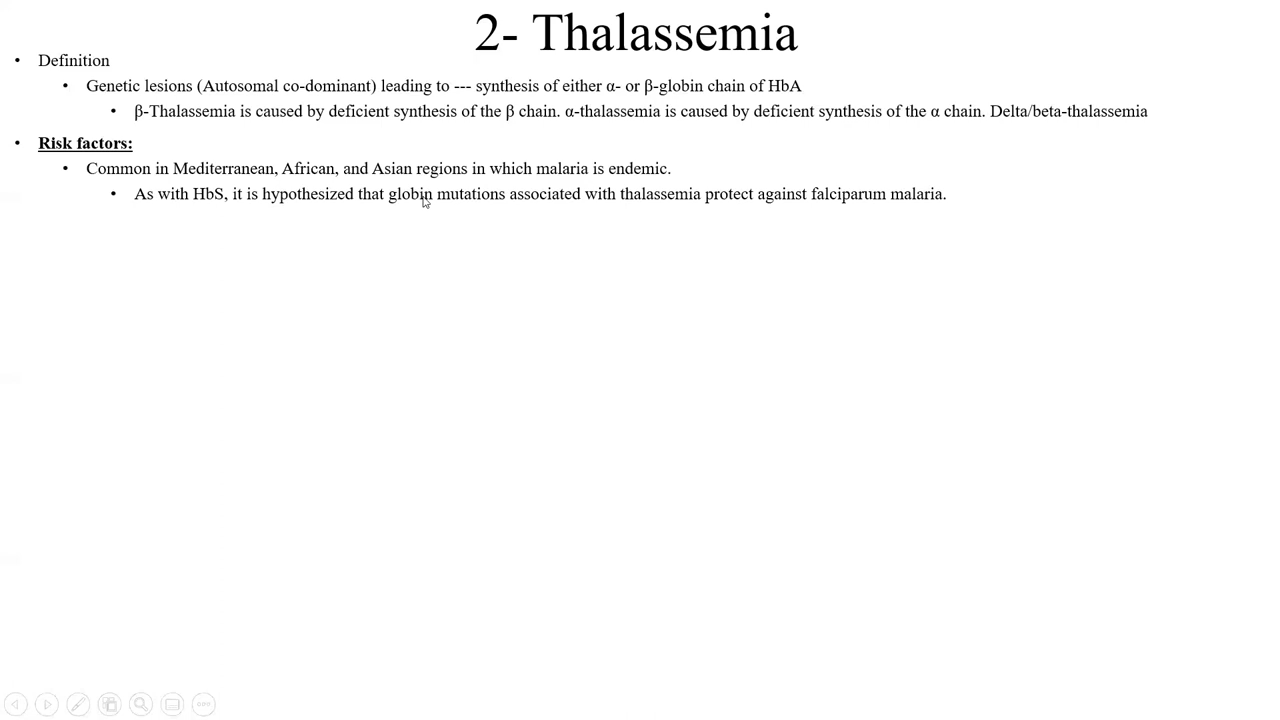 2- Thalassemia
• Definition
• Genetic lesions (Autosomal co-dominant) leading to --- synthesis of either α- or β-globin chain of HbA
• β-Thalassemia is caused by deficient synthesis of the β chain. α-thalassemia is caused by deficient synthesis of the α chain. Delta/beta-thalassemia
• Risk factors:
• Common in Mediterranean, African, and Asian regions in which malaria is endemic.
• As with HbS, it is hypothesized that globin mutations associated with thalassemia protect against falciparum malaria.